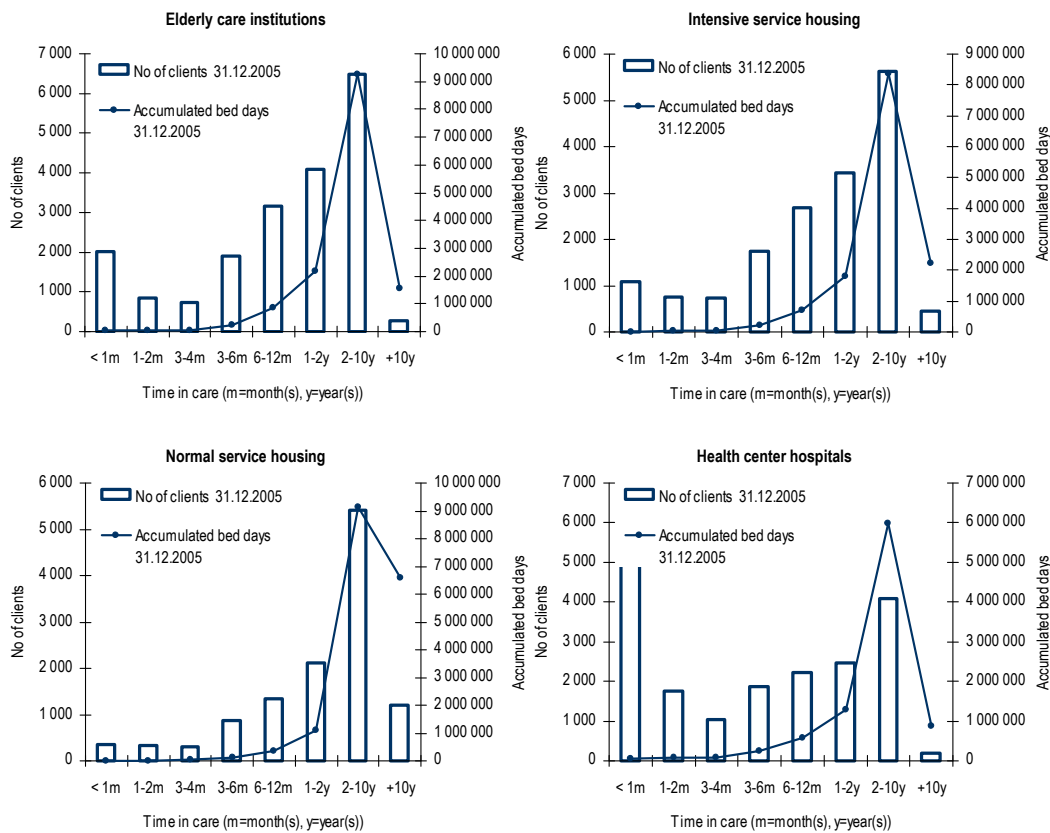 Elderly care institutions
7 000
6 000
5 000
4 000
3 000
2 000
1 000
0
No of clients
No of clients 31.12.2005
Accumulated bed days
31.12.2005
10 000 000
9 000 000
8 000 000
7 000 000
6 000 000
5 000 000
4 000 000
3 000 000
2 000 000
1 000 000
0
Accumulated bed days
< 1m 1-2m 3-4m 3-6m 6-12m 1-2y 2-10y +10y
Time in care (m=month(s), y=year(s))
Intensive service housing
6 000
5 000
4 000
3 000
2 000
1 000
0
No of clients
No of clients 31.12.2005
Accumulated bed days
31.12.2005
9 000 000
8 000 000
7 000 000
6 000 000
5 000 000
4 000 000
3 000 000
2 000 000
1 000 000
0
Accumulated bed days
< 1m 1-2m 3-4m 3-6m 6-12m 1-2y 2-10y +10y
Time in care (m=month(s), y=year(s))
Normal service housing
6 000
5 000
4 000
3 000
2 000
1 000
0
No of clients
No of clients 31.12.2005
Accumulated bed days
31.12.2005
10 000 000
9 000 000
8 000 000
7 000 000
6 000 000
5 000 000
4 000 000
3 000 000
2 000 000
1 000 000
0
Accumulated bed days
< 1m 1-2m 3-4m 3-6m 6-12m 1-2y 2-10y +10y
Time in care (m=month(s), y=year(s))
Health center hospitals
7 000
6 000
5 000
4 000
3 000
2 000
1 000
0
No of clients
No of clients 31.12.2005
Accumulated bed days
31.12.2005
7 000 000
6 000 000
5 000 000
4 000 000
3 000 000
2 000 000
1 000 000
0
Accumulated bed days
< 1m 1-2m 3-4m 3-6m 6-12m 1-2y 2-10y +10y
Time in care (m=month(s), y=year(s))